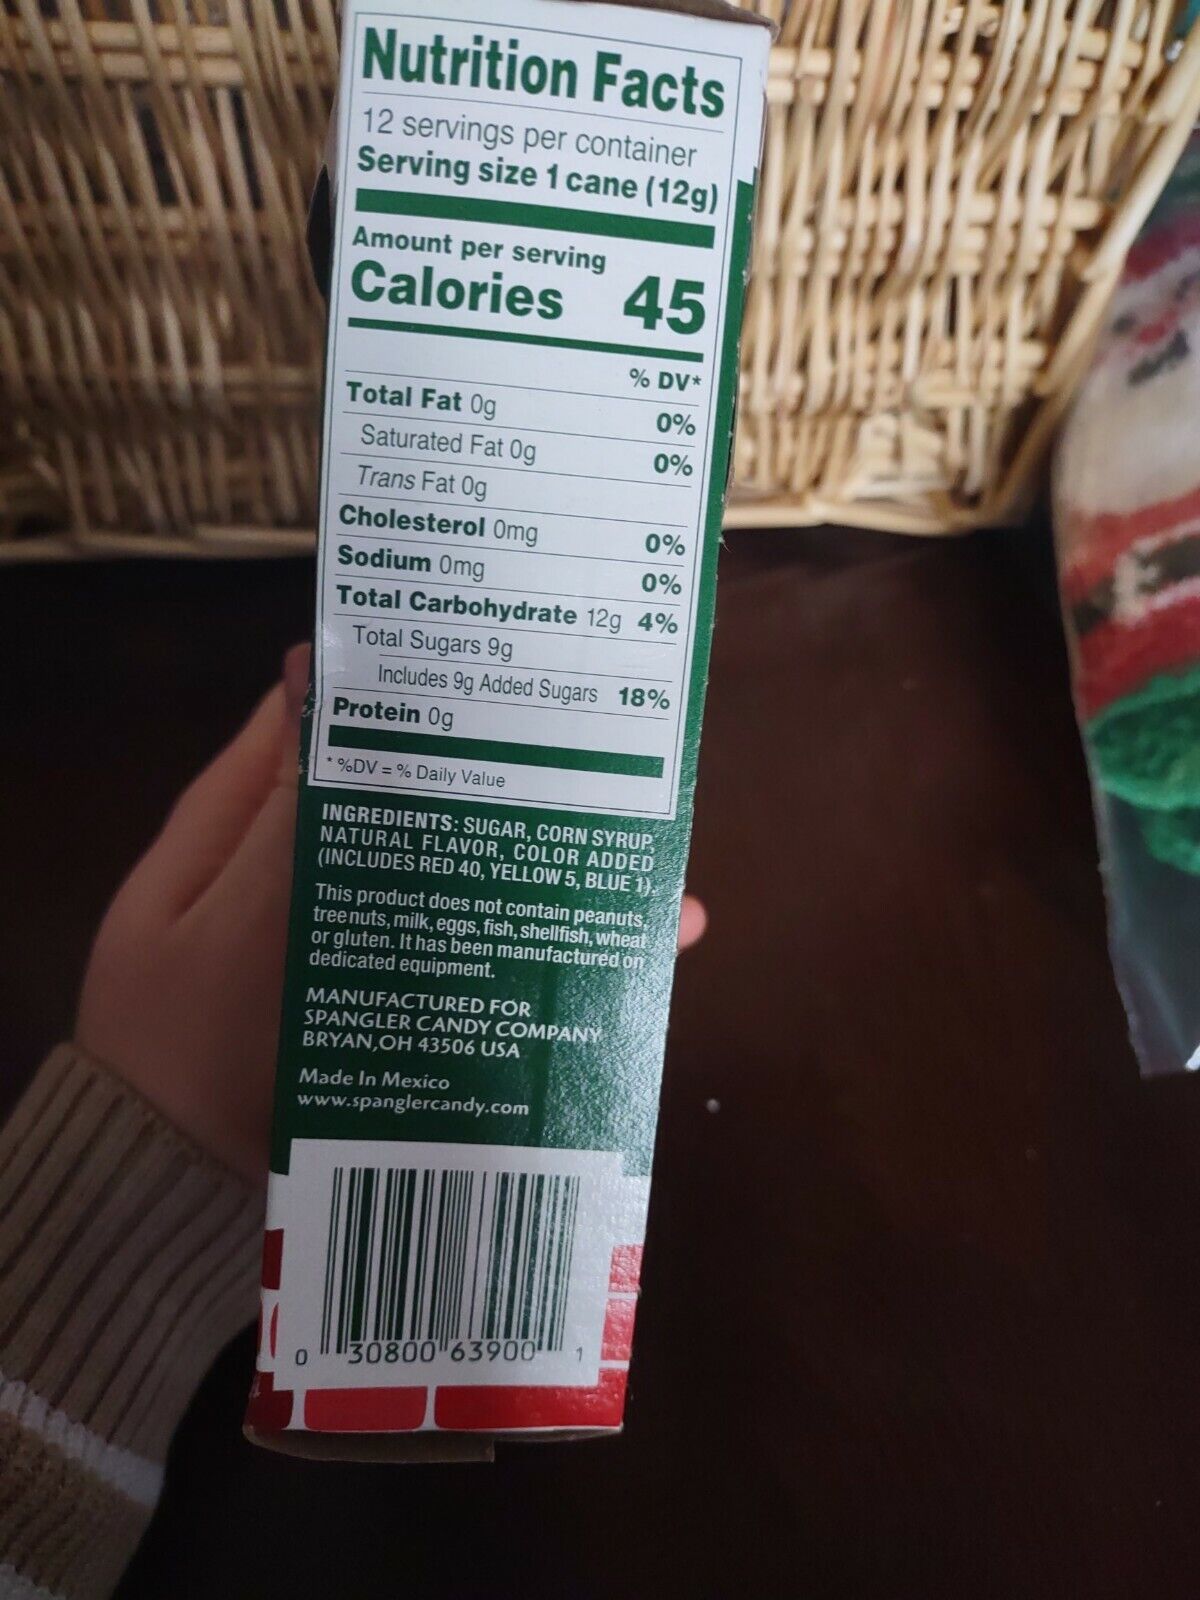 Nutrition Facts
12 servings per container
Serving size 1 cane (12g)
Amount per serving
Calories 45
% DV*
Total Fat 0g 0%
Saturated Fat 0g 0%
Trans Fat 0g
Cholesterol 0mg 0%
Sodium 0mg 0%
Total Carbohydrate 12g 4%
Total Sugars 9g
Includes 9g Added Sugars 18%
Protein 0g
* %DV = % Daily Value
INGREDIENTS: SUGAR, CORN SYRUP,
NATURAL FLAVOR, COLOR ADDED
(INCLUDES RED 40, YELLOW 5, BLUE 1).
This product does not contain peanuts,
tree nuts, milk, eggs, fish, shellfish, wheat
or gluten. It has been manufactured on
dedicated equipment.
MANUFACTURED FOR
SPANGLER CANDY COMPANY
BRYAN, OH 43506 USA
Made In Mexico
www.spanglercandy.com
0 30800 63900 1